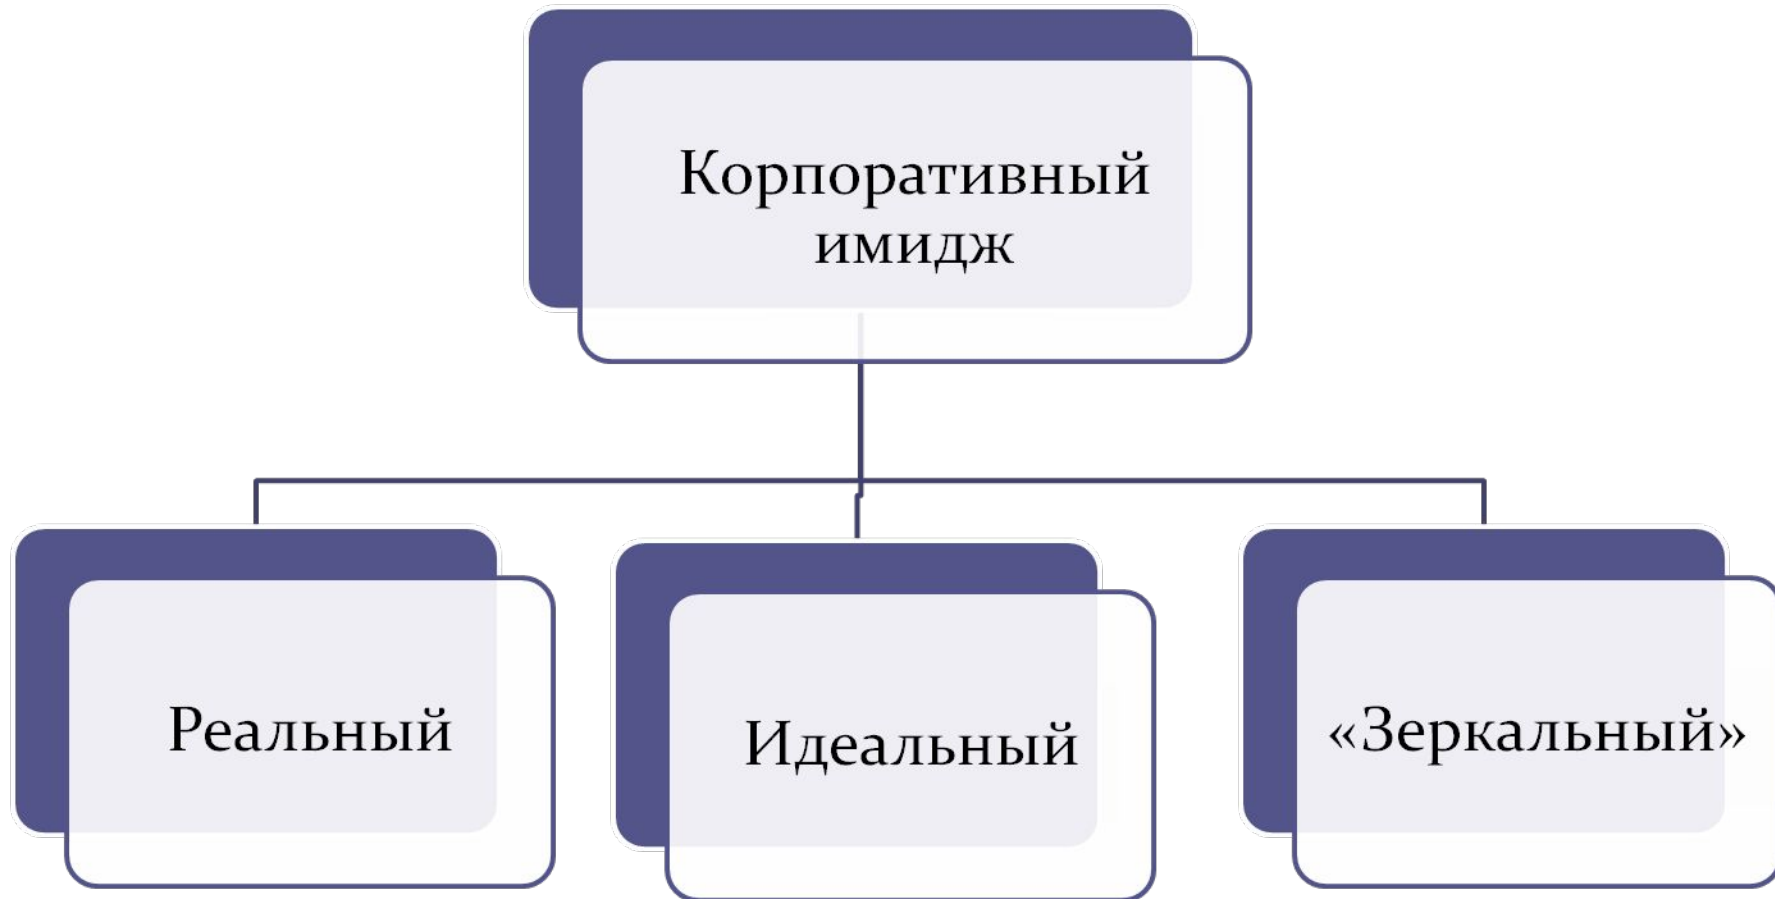 Корпоративный
имидж
Реальный
Идеальный
«Зеркальный»